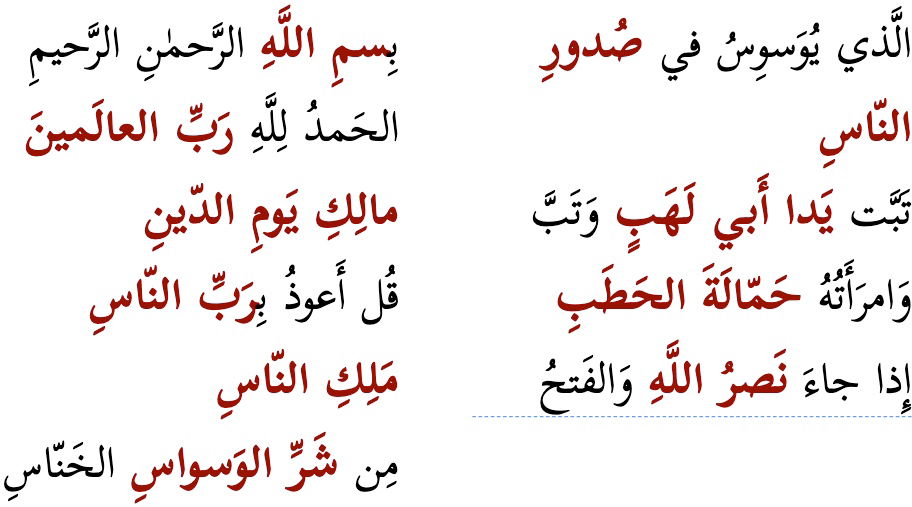 بِسمِ اللَّهِ الرَّحمٰنِ الرَّحيمِ
الحَمدُ لِلَّهِ رَبِّ العالَمينَ
مالِكِ يَومِ الدّينِ
قُل أَعوذُ بِرَبِّ النّاسِ
مَلِكِ النّاسِ
مِن شَرِّ الوَسواسِ الخَنّاسِ
الَّذي يُوَسوِسُ في صُدورِ
النّاسِ
تَبَّت يَدا أَبي لَهَبٍ وَتَبَّ
وَامرَأَتُهُ حَمّالَةَ الحَطَبِ
إِذا جاءَ نَصرُ اللَّهِ وَالفَتحُ